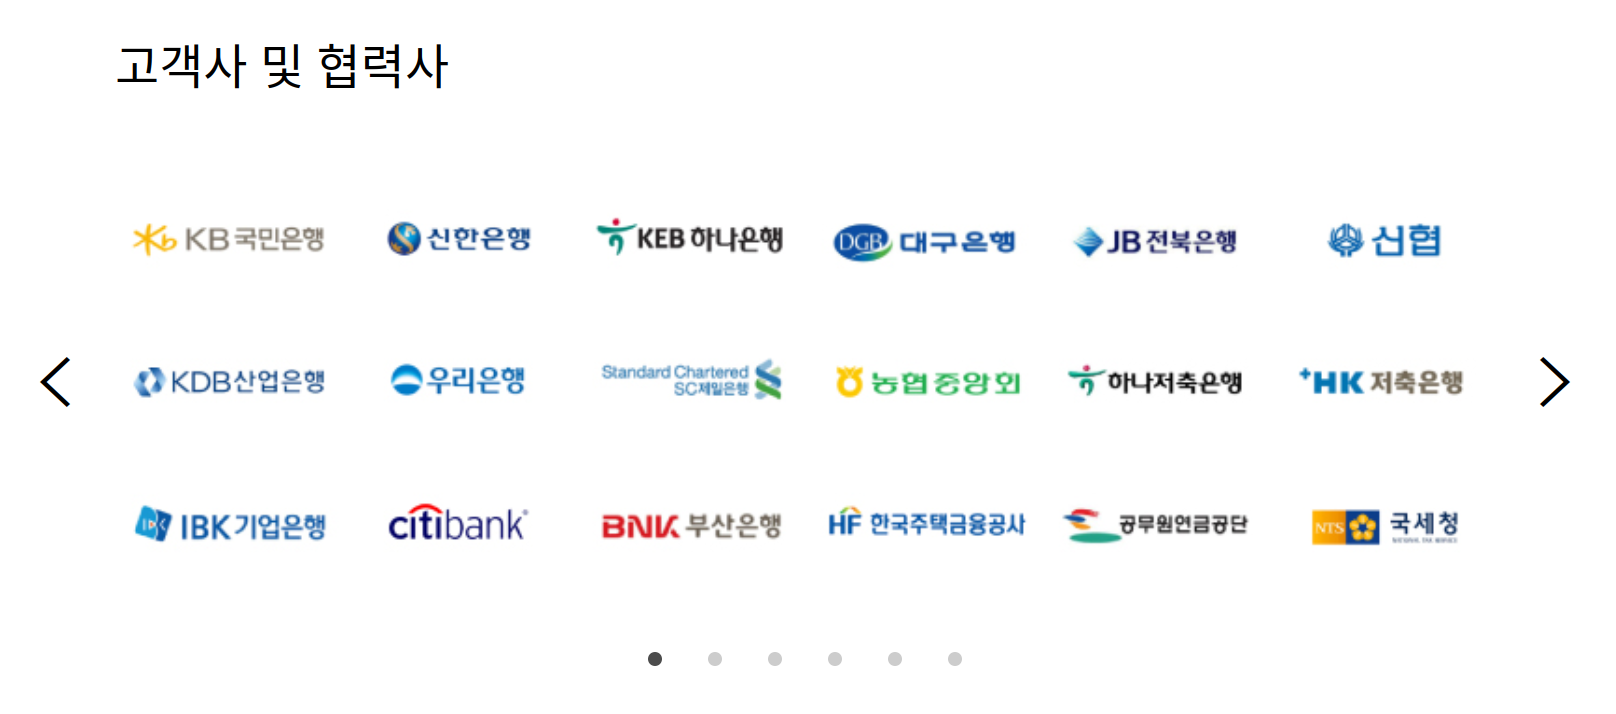 고객사 및 협력사
KB 국민은행
신한은행
KEB 하나은행
DGB 대구은행
JB 전북은행
신협
KDB산업은행
우리은행
Standard Chartered
SC제일은행
농협중앙회
하나저축은행
HK 저축은행
IBK기업은행
citibank
BNK 부산은행
HF 한국주택금융공사
공무원연금공단
NTS 국세청